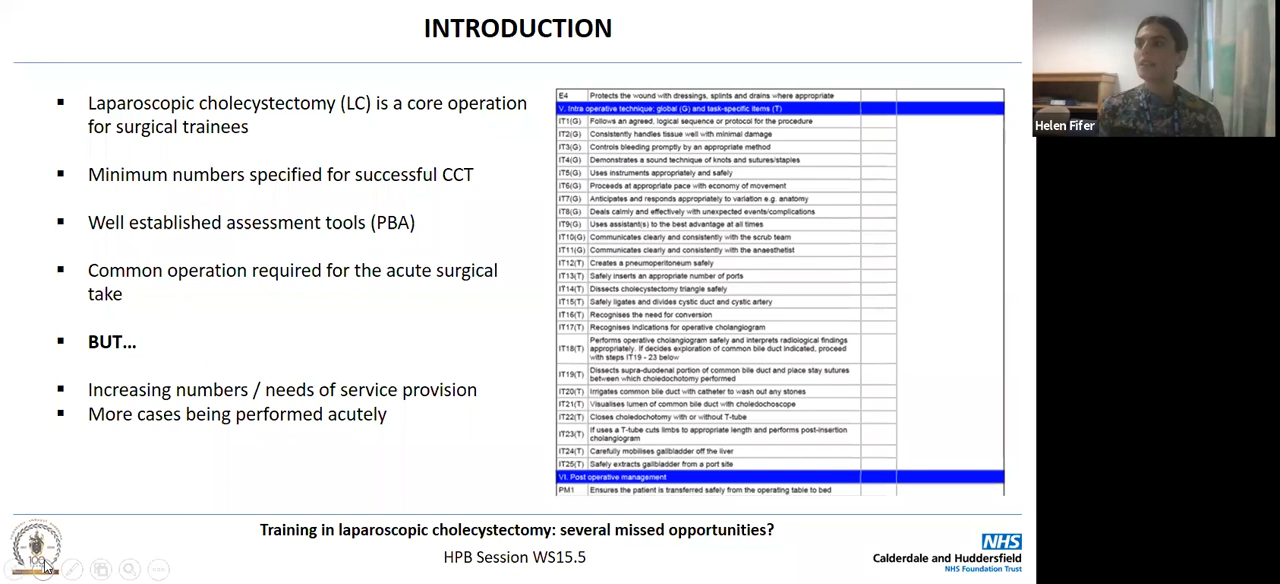 INTRODUCTION
▪ Laparoscopic cholecystectomy (LC) is a core operation
for surgical trainees
▪ Minimum numbers specified for successful CCT
▪ Well established assessment tools (PBA)
▪ Common operation required for the acute surgical
take
▪ BUT...
▪ Increasing numbers / needs of service provision
▪ More cases being performed acutely
E4 Protects the wound with dressings, splints and drains where appropriate
V. Intra operative technique: global (G) and task-specific items (T)
IT1(G) Follows an agreed, logical sequence or protocol for the procedure
IT2(G) Consistently handles tissue well with minimal damage
IT3(G) Controls bleeding promptly by an appropriate method
IT4(G) Demonstrates a sound technique of knots and sutures/staples
IT5(G) Uses instruments appropriately and safely
IT6(G) Proceeds at appropriate pace with economy of movement
IT7(G) Anticipates and responds appropriately to variation e.g. anatomy
IT8(G) Deals calmly and effectively with unexpected events/complications
IT9(G) Uses assistant(s) to the best advantage at all times
IT10(G) Communicates clearly and consistently with the scrub team
IT11(G) Communicates clearly and consistently with the anaesthetist
IT12(T) Creates a pneumoperitoneum safely
IT13(T) Safely inserts an appropriate number of ports
IT14(T) Dissects cholecystectomy triangle safely
IT15(T) Safely ligates and divides cystic duct and cystic artery
IT16(T) Recognises the need for conversion
IT17(T) Recognises indications for operative cholangiogram
IT18(T) Performs operative cholangiogram safely and interprets radiological findings
appropriately. If decides exploration of common bile duct indicated, proceed
with steps IT19 - 23 below
IT19(T) Dissects supra-duodenal portion of common bile duct and place stay sutures
between which choledochotomy performed
IT20(T) Irrigates common bile duct with catheter to wash out any stones
IT21(T) Visualises lumen of common bile duct with choledochoscope
IT22(T) Closes choledochotomy with or without T-tube
IT23(T) If uses a T-tube cuts limbs to appropriate length and performs post-insertion
cholangiogram
IT24(T) Carefully mobilises gallbladder off the liver
IT25(T) Safely extracts gallbladder from a port site
VI. Post operative management
PM1 Ensures the patient is transferred safely from the operating table to bed
Helen Fifer
Training in laparoscopic cholecystectomy: several missed opportunities?
HPB Session WS15.5
NHS
Calderdale and Huddersfield
NHS Foundation Trust